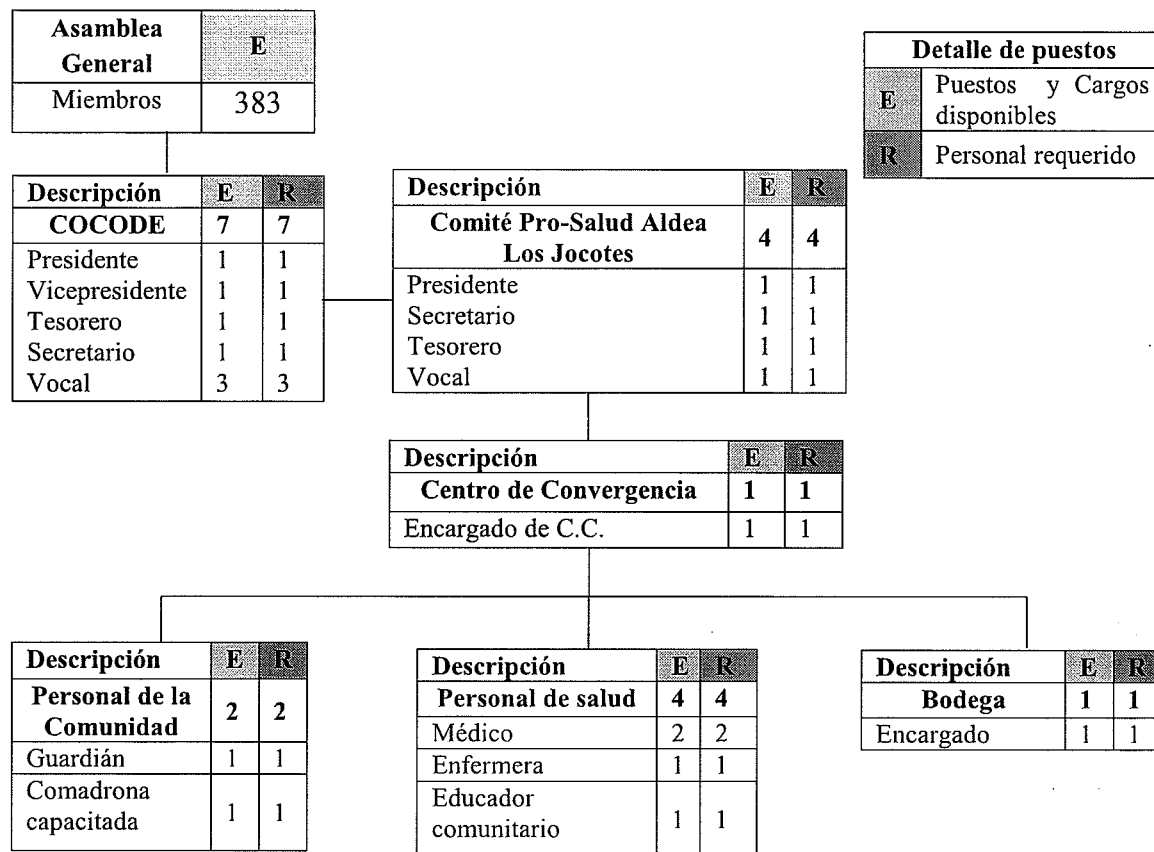 Asamblea
General
E
Miembros 383
Detalle de puestos
E Puestos y Cargos
disponibles
R Personal requerido
Descripción E R
COCODE 7 7
Presidente 1 1
Vicepresidente 1 1
Tesorero 1 1
Secretario 1 1
Vocal 3 3
Descripción E R
Comité Pro-Salud Aldea
Los Jocotes
4 4
Presidente 1 1
Secretario 1 1
Tesorero 1 1
Vocal 1 1
Descripción E R
Centro de Convergencia 1 1
Encargado de C.C. 1 1
Descripción E R
Personal de la
Comunidad
2 2
Guardián 1 1
Comadrona
capacitada
1 1
Descripción E R
Personal de salud 4 4
Médico 2 2
Enfermera 1 1
Educador
comunitario
1 1
Descripción E R
Bodega 1 1
Encargado 1 1